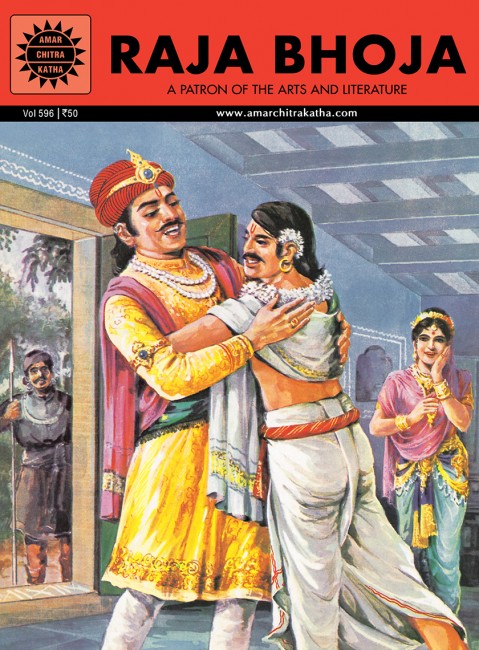 AMAR
CHITRA
KATHA
RAJA BHOJA
A PATRON OF THE ARTS AND LITERATURE
Vol 596 | ₹50
www.amarchitrakatha.com